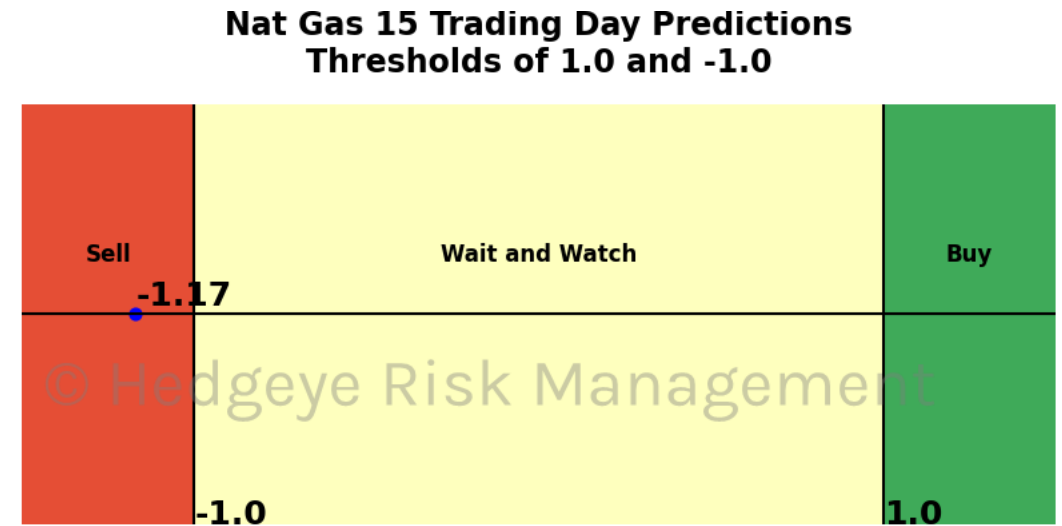 Nat Gas 15 Trading Day Predictions
Thresholds of 1.0 and -1.0
Sell
Wait and Watch
Buy
-1.17
© Hedgeye Risk Management
-1.0
1.0